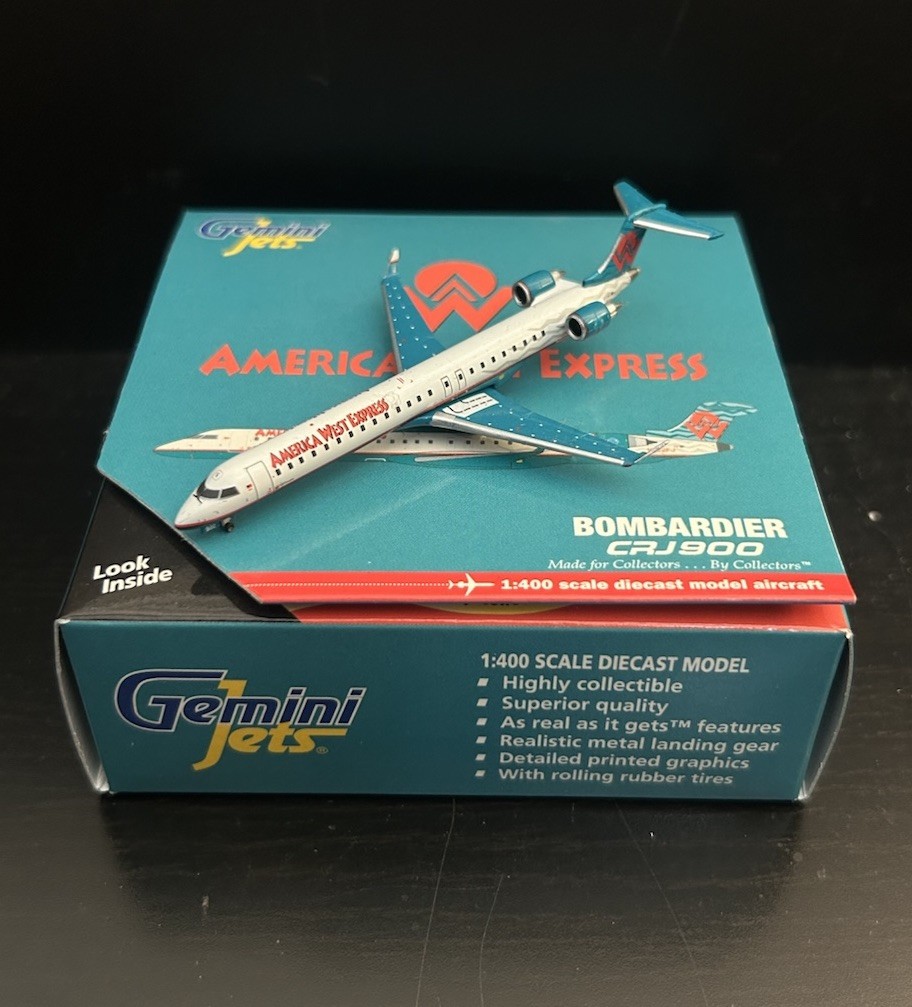 Gemini
Jets
AMERICA EXPRESS
AMERICA WEST EXPRESS
BOMBARDIER
CRJ900
Made for Collectors . . . By Collectors™
1:400 scale diecast model aircraft
Look
Inside
Gemini
Jets®
1:400 SCALE DIECAST MODEL
▪ Highly collectible
▪ Superior quality
▪ As real as it gets™ features
▪ Realistic metal landing gear
▪ Detailed printed graphics
▪ With rolling rubber tires